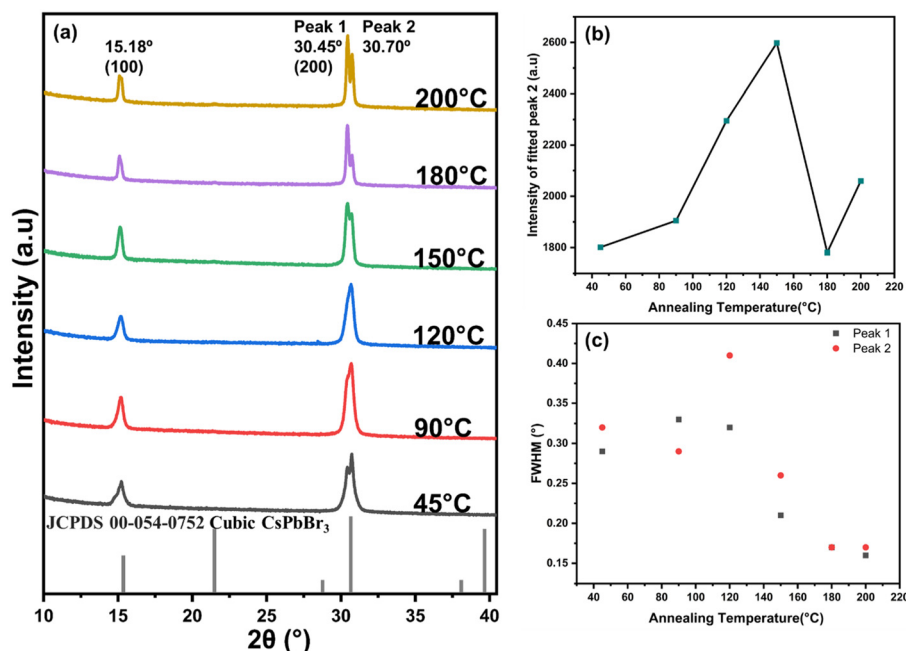 (a)
15.18º
(100)
Peak 1
30.45º
(200)
Peak 2
30.70º
200°C
180°C
150°C
120°C
90°C
45°C
JCPDS 00-054-0752 Cubic CsPbBr3
Intensity (a.u)
10 15 20 25 30 35 40
2θ (°)
(b)
Intensity of fitted peak 2 (a.u)
2600
2400
2200
2000
1800
40 60 80 100 120 140 160 180 200 220
Annealing Temperature(°C)
(c)
Peak 1
Peak 2
FWHM (°)
0.45
0.40
0.35
0.30
0.25
0.20
0.15
40 60 80 100 120 140 160 180 200 220
Annealing Temperature(°C)